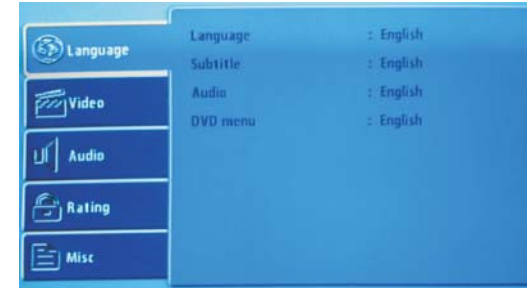 Language
Video
Audio
Rating
Misc
Language : English
Subtitle : English
Audio : English
DVD menu : English